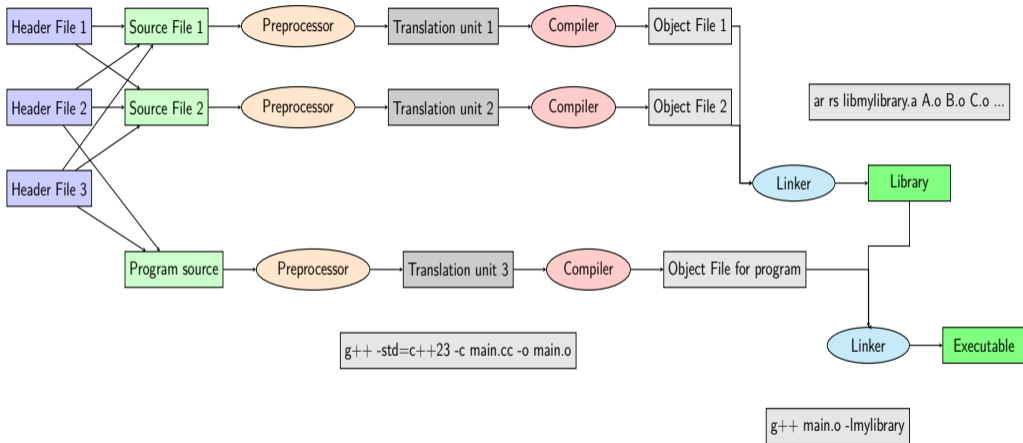 Header File 1
Source File 1
Preprocessor
Translation unit 1
Compiler
Object File 1
Header File 2
Source File 2
Preprocessor
Translation unit 2
Compiler
Object File 2
ar rs libmylibrary.a A.o B.o C.o ...
Header File 3
Linker
Library
Program source
Preprocessor
Translation unit 3
Compiler
Object File for program
g++ -std=c++23 -c main.cc -o main.o
Linker
Executable
g++ main.o -lmylibrary